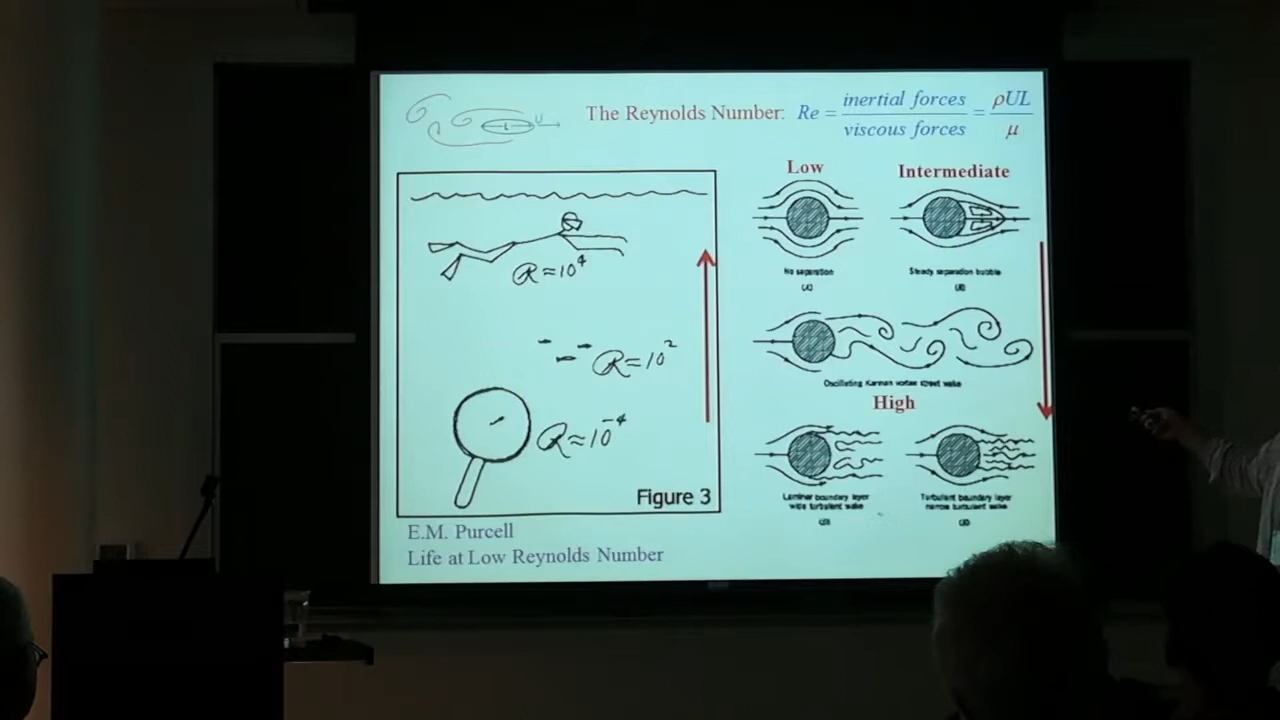 The Reynolds Number: Re = inertial forces / viscous forces = ρUL / μ
L
U
R≈10⁴
R≈10²
R≈10⁻⁴
Figure 3
E.M. Purcell
Life at Low Reynolds Number
Low
Intermediate
No separation
Steady separation bubble
(A)
(B)
Oscillating Karman vortex street wake
High
Laminar boundary layer
wide turbulent wake
Turbulent boundary layer
narrow turbulent wake